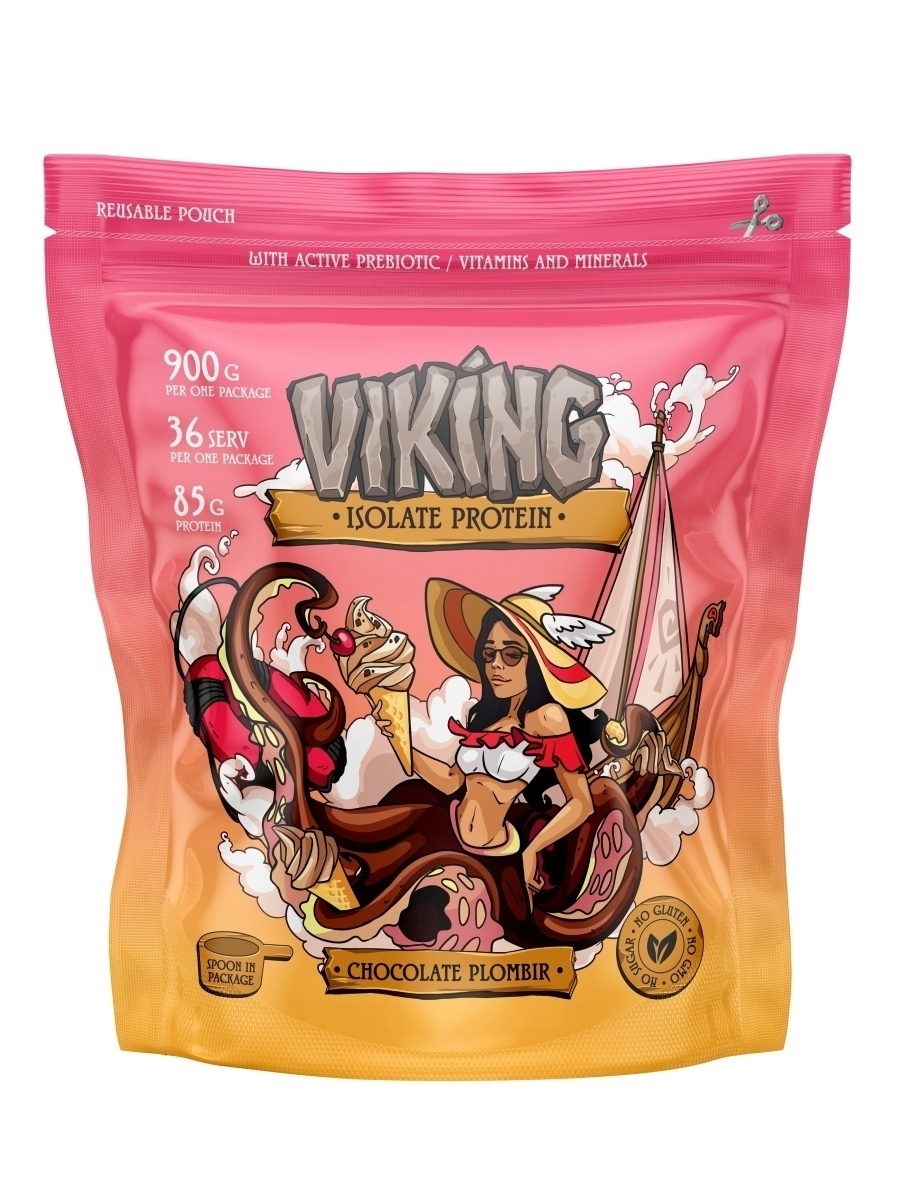 REUSABLE POUCH
WITH ACTIVE PREBIOTIC / VITAMINS AND MINERALS
900 G
PER ONE PACKAGE
36 SERV
PER ONE PACKAGE
85 G
PROTEIN
VIKING
• ISOLATE PROTEIN •
SPOON IN
PACKAGE
• CHOCOLATE PLOMBIR •
NO SUGAR • NO GLUTEN • NO GMO •